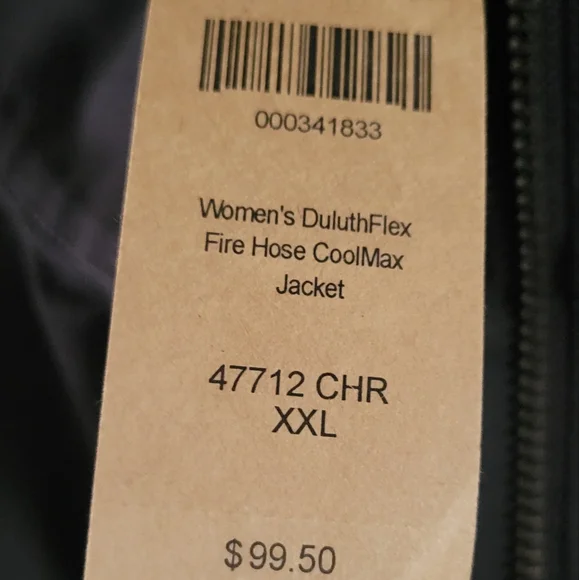 000341833
Women's DuluthFlex
Fire Hose CoolMax
Jacket
47712 CHR
XXL
$99.50